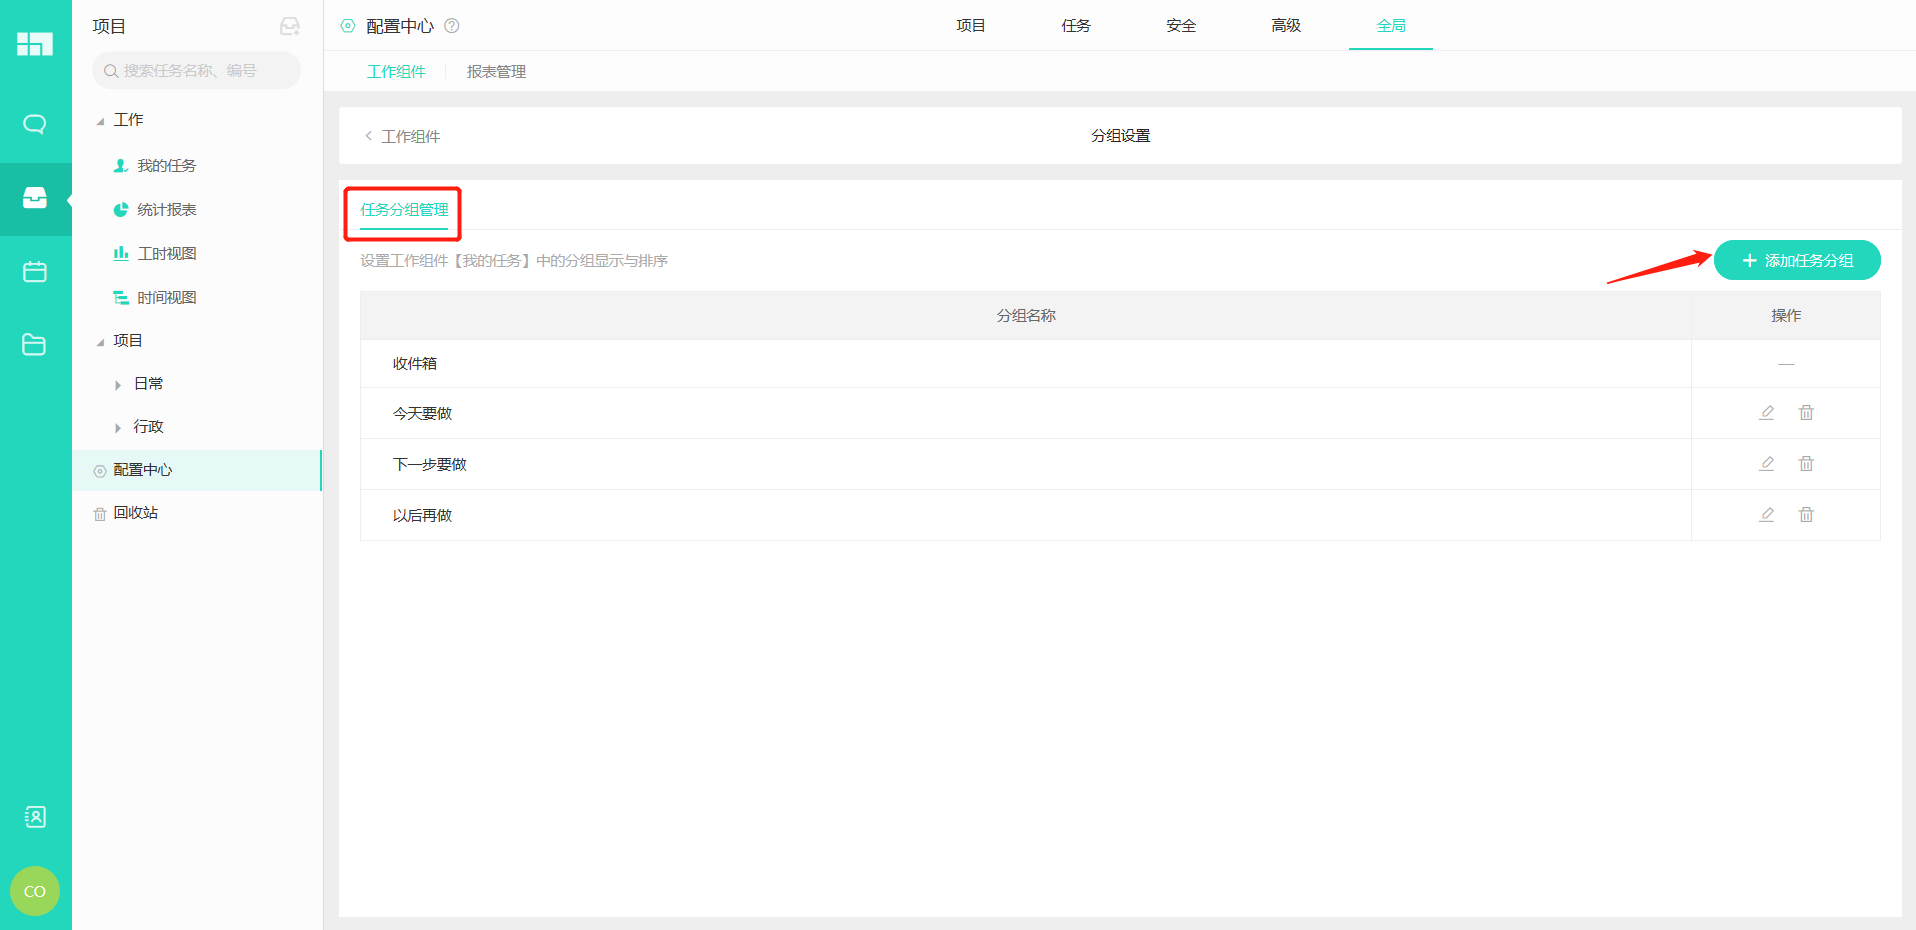 项目
搜索任务名称、编号
工作
我的任务
统计报表
工时视图
时间视图
项目
日常
行政
配置中心
回收站
CO
配置中心 ?
项目 任务 安全 高级 全局
工作组件 报表管理
< 工作组件 分组设置
任务分组管理
设置工作组件【我的任务】中的分组显示与排序
+ 添加任务分组
分组名称 操作
收件箱 —
今天要做
下一步要做
以后再做